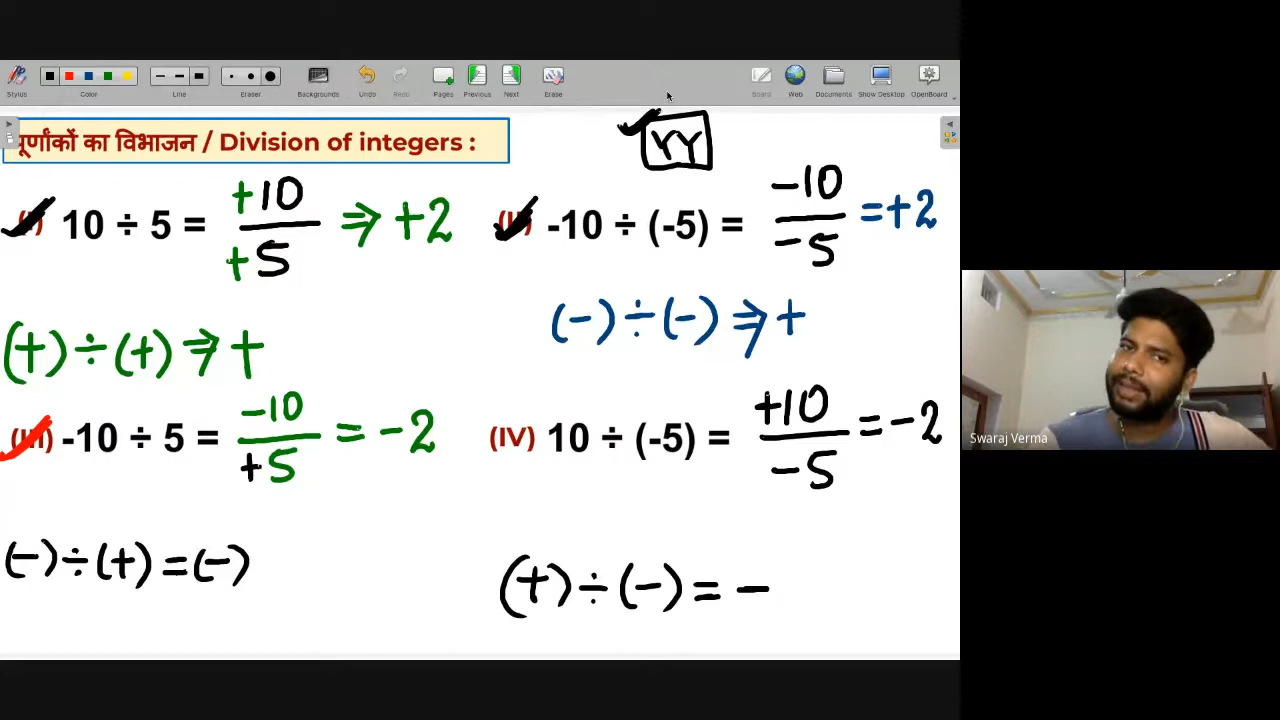 Stylus Color Line Eraser Backgrounds Undo Redo Pages Previous Next Erase Board Web Documents Show Desktop OpenBoard
पूर्णांकों का विभाजन / Division of integers :
YY
(I) 10 ÷ 5 = +10/+5 ⇒ +2
(II) -10 ÷ (-5) = -10/-5 = +2
(+) ÷ (+) ⇒ +
(-) ÷ (-) ⇒ +
(III) -10 ÷ 5 = -10/+5 = -2
(IV) 10 ÷ (-5) = +10/-5 = -2
(-) ÷ (+) = (-)
(+) ÷ (-) = -
Swaraj Verma